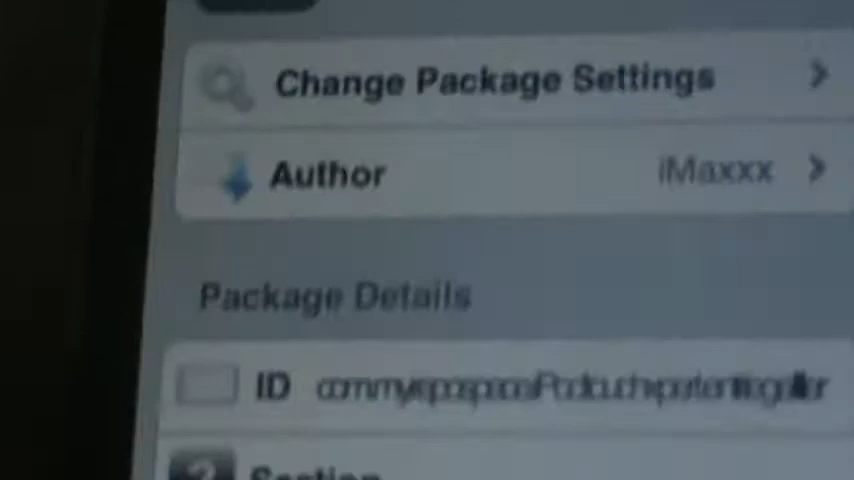 Change Package Settings
Author iMaxxx
Package Details
ID
Section